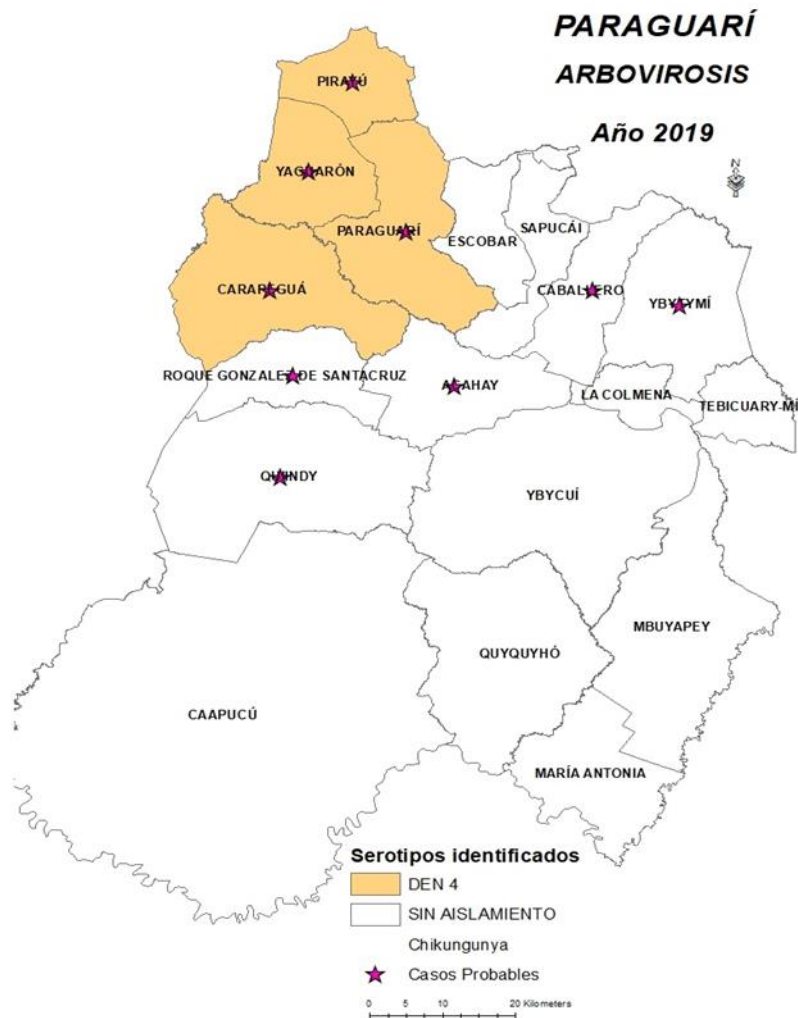 PARAGUARÍ
ARBOVIROSIS
Año 2019
N
PIRAYÚ
YAGUARÓN
PARAGUARÍ
ESCOBAR
SAPUCÁI
CARAPEGUÁ
CABALLERO
YBYTYMÍ
ROQUE GONZALEZ DE SANTACRUZ
ACAHAY
LA COLMENA
TEBICUARY-MÍ
QUIINDY
YBYCUÍ
MBUYAPEY
QUYQUYHÓ
CAAPUCÚ
MARÍA ANTONIA
Serotipos identificados
DEN 4
SIN AISLAMIENTO
Chikungunya
Casos Probables
0 5 10 20 Kilometers